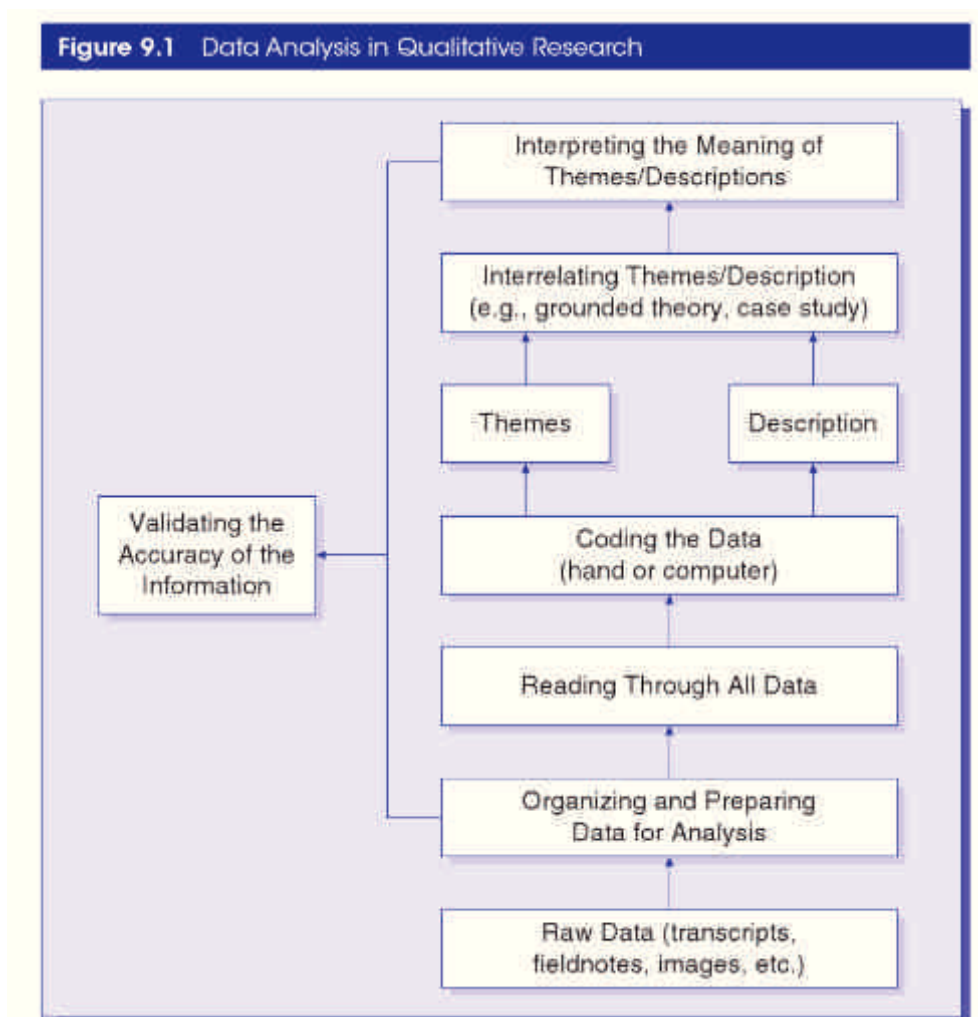 Figure 9.1 Data Analysis in Qualitative Research
Interpreting the Meaning of
Themes/Descriptions
Interrelating Themes/Description
(e.g., grounded theory, case study)
Themes
Description
Validating the
Accuracy of the
Information
Coding the Data
(hand or computer)
Reading Through All Data
Organizing and Preparing
Data for Analysis
Raw Data (transcripts,
fieldnotes, images, etc.)